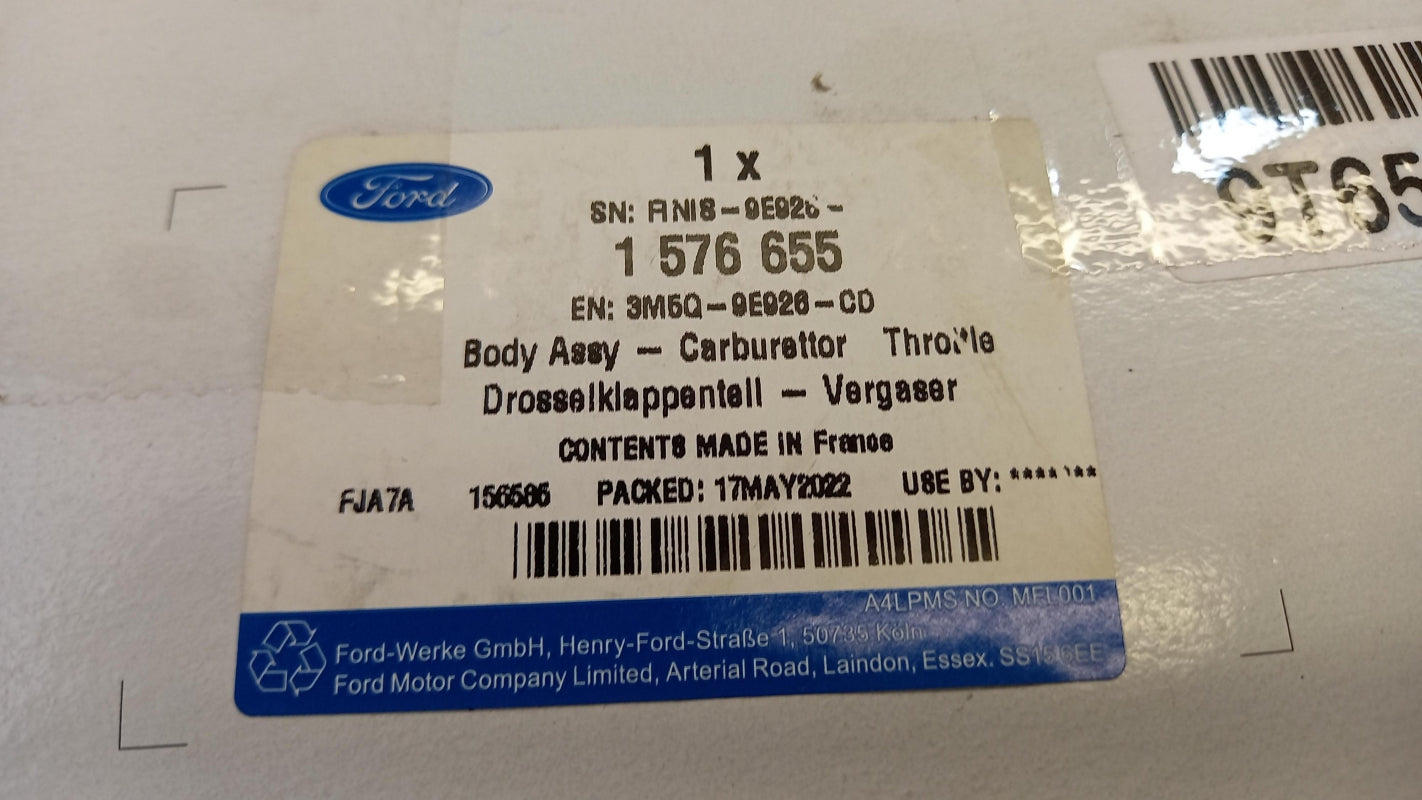 Ford
1 x
SN: FINIS-9E926-
1 576 655
EN: 3M5Q-9E926-CD
Body Assy - Carburettor Throttle
Drosselklappenteil - Vergaser
CONTENTS MADE IN France
FJA7A 156586 PACKED: 17MAY2022 USE BY: *******
A4LPMS NO. MFL001
Ford-Werke GmbH, Henry-Ford-Straße 1, 50735 Köln
Ford Motor Company Limited, Arterial Road, Laindon, Essex. SS15 6EE
9T65